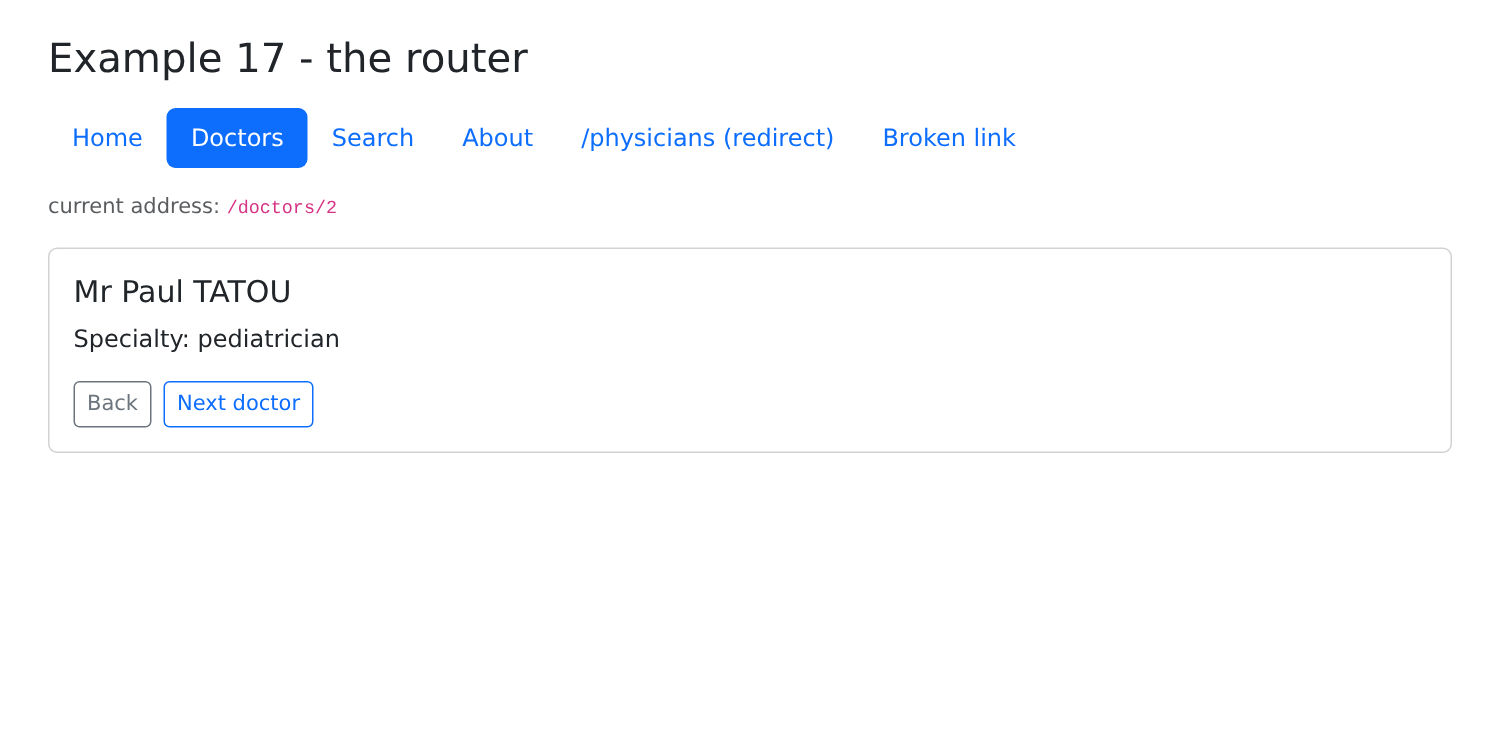 Example 17 - the router
Home Doctors Search About /physicians (redirect) Broken link
current address: /doctors/2
Mr Paul TATOU
Specialty: pediatrician
Back Next doctor